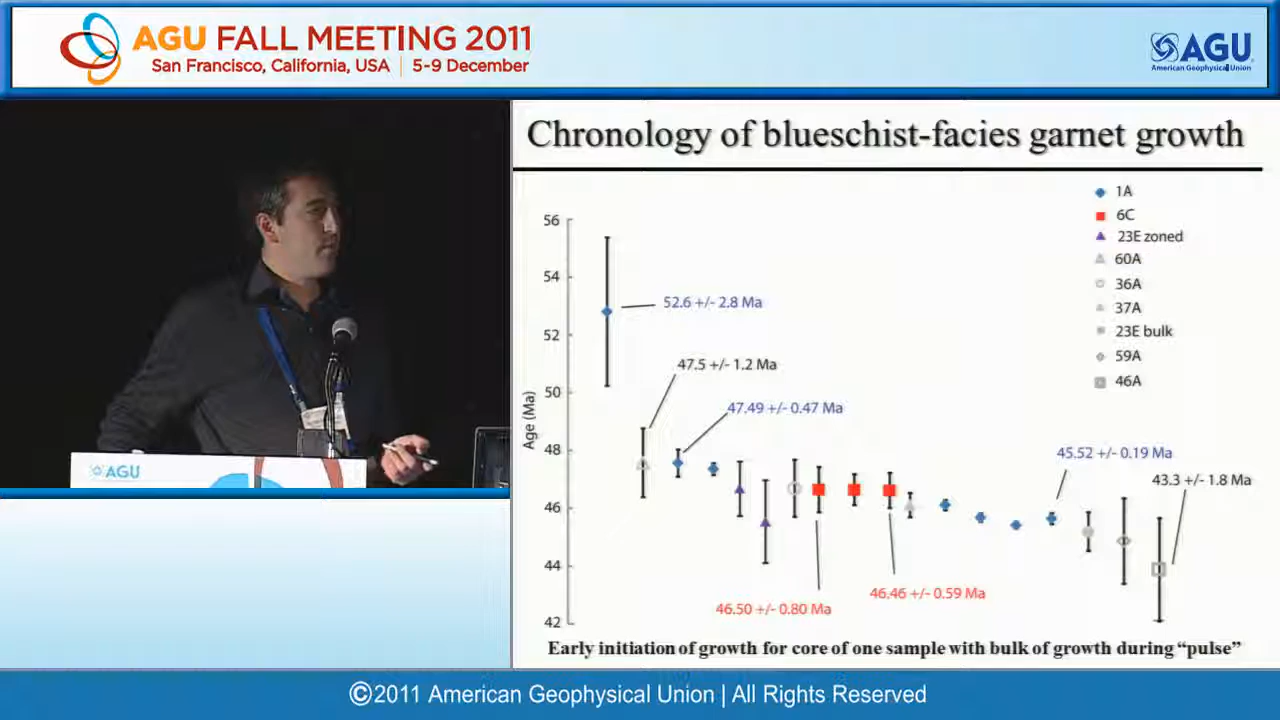 AGU FALL MEETING 2011
San Francisco, California, USA | 5-9 December
AGU
American Geophysical Union
AGU
Chronology of blueschist-facies garnet growth
1A
6C
23E zoned
60A
36A
37A
23E bulk
59A
46A
Age (Ma)
56
54
52
50
48
46
44
42
52.6 +/- 2.8 Ma
47.5 +/- 1.2 Ma
47.49 +/- 0.47 Ma
45.52 +/- 0.19 Ma
43.3 +/- 1.8 Ma
46.50 +/- 0.80 Ma
46.46 +/- 0.59 Ma
Early initiation of growth for core of one sample with bulk of growth during “pulse”
©2011 American Geophysical Union | All Rights Reserved